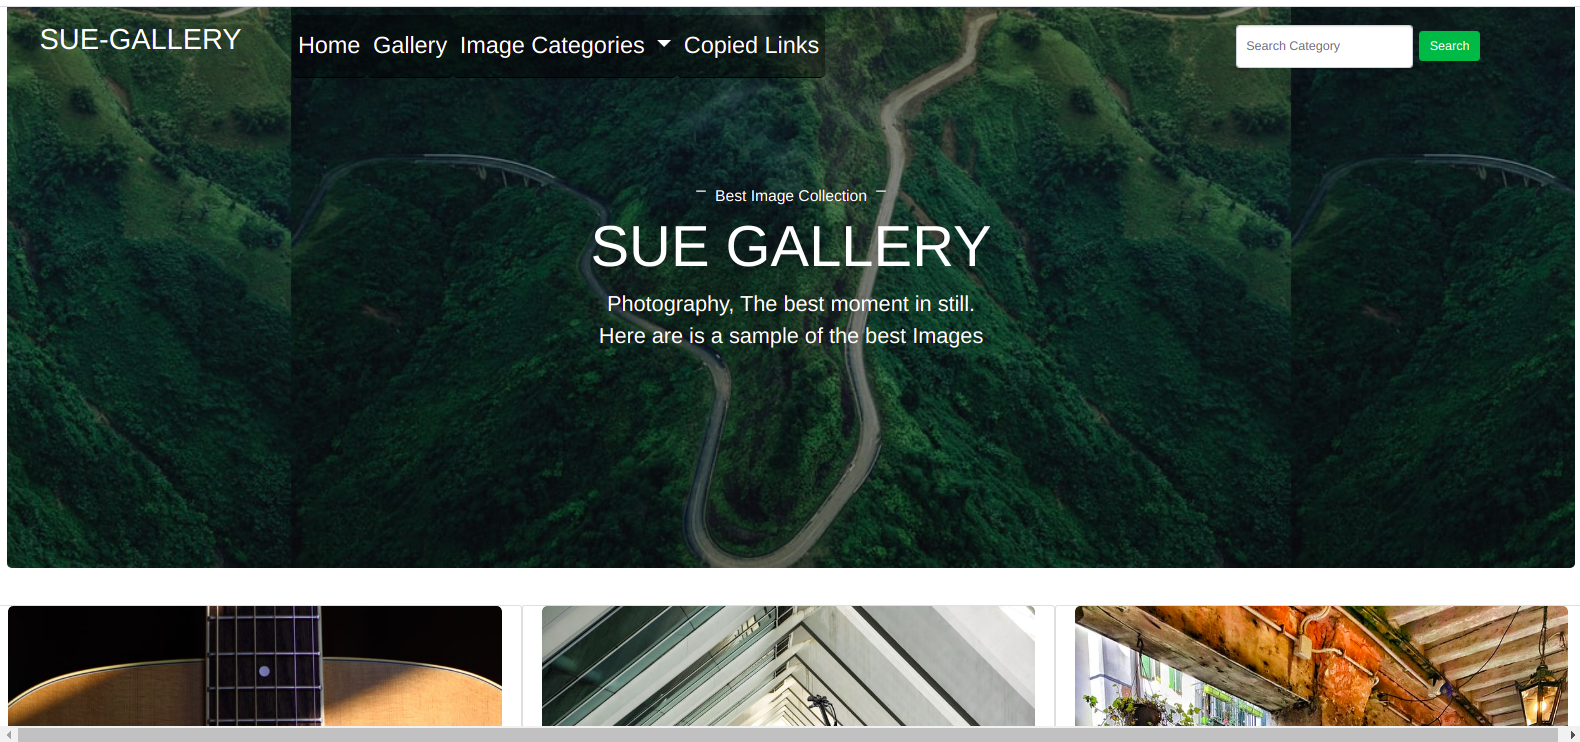 SUE-GALLERY
Home Gallery Image Categories Copied Links
Search Category
Search
– Best Image Collection –
SUE GALLERY
Photography, The best moment in still.
Here are is a sample of the best Images